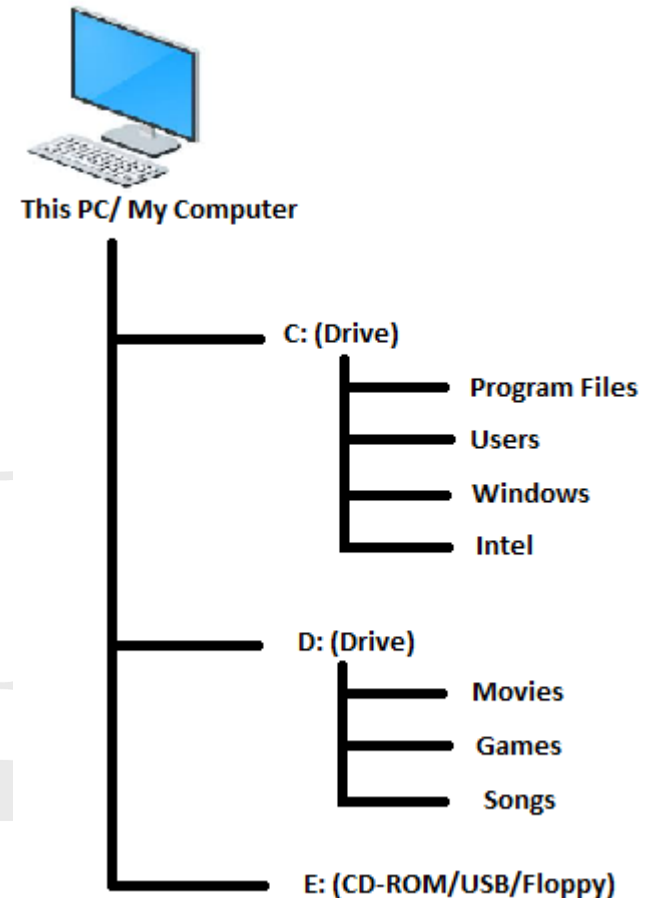 This PC/ My Computer
C: (Drive)
Program Files
Users
Windows
Intel
D: (Drive)
Movies
Games
Songs
E: (CD-ROM/USB/Floppy)